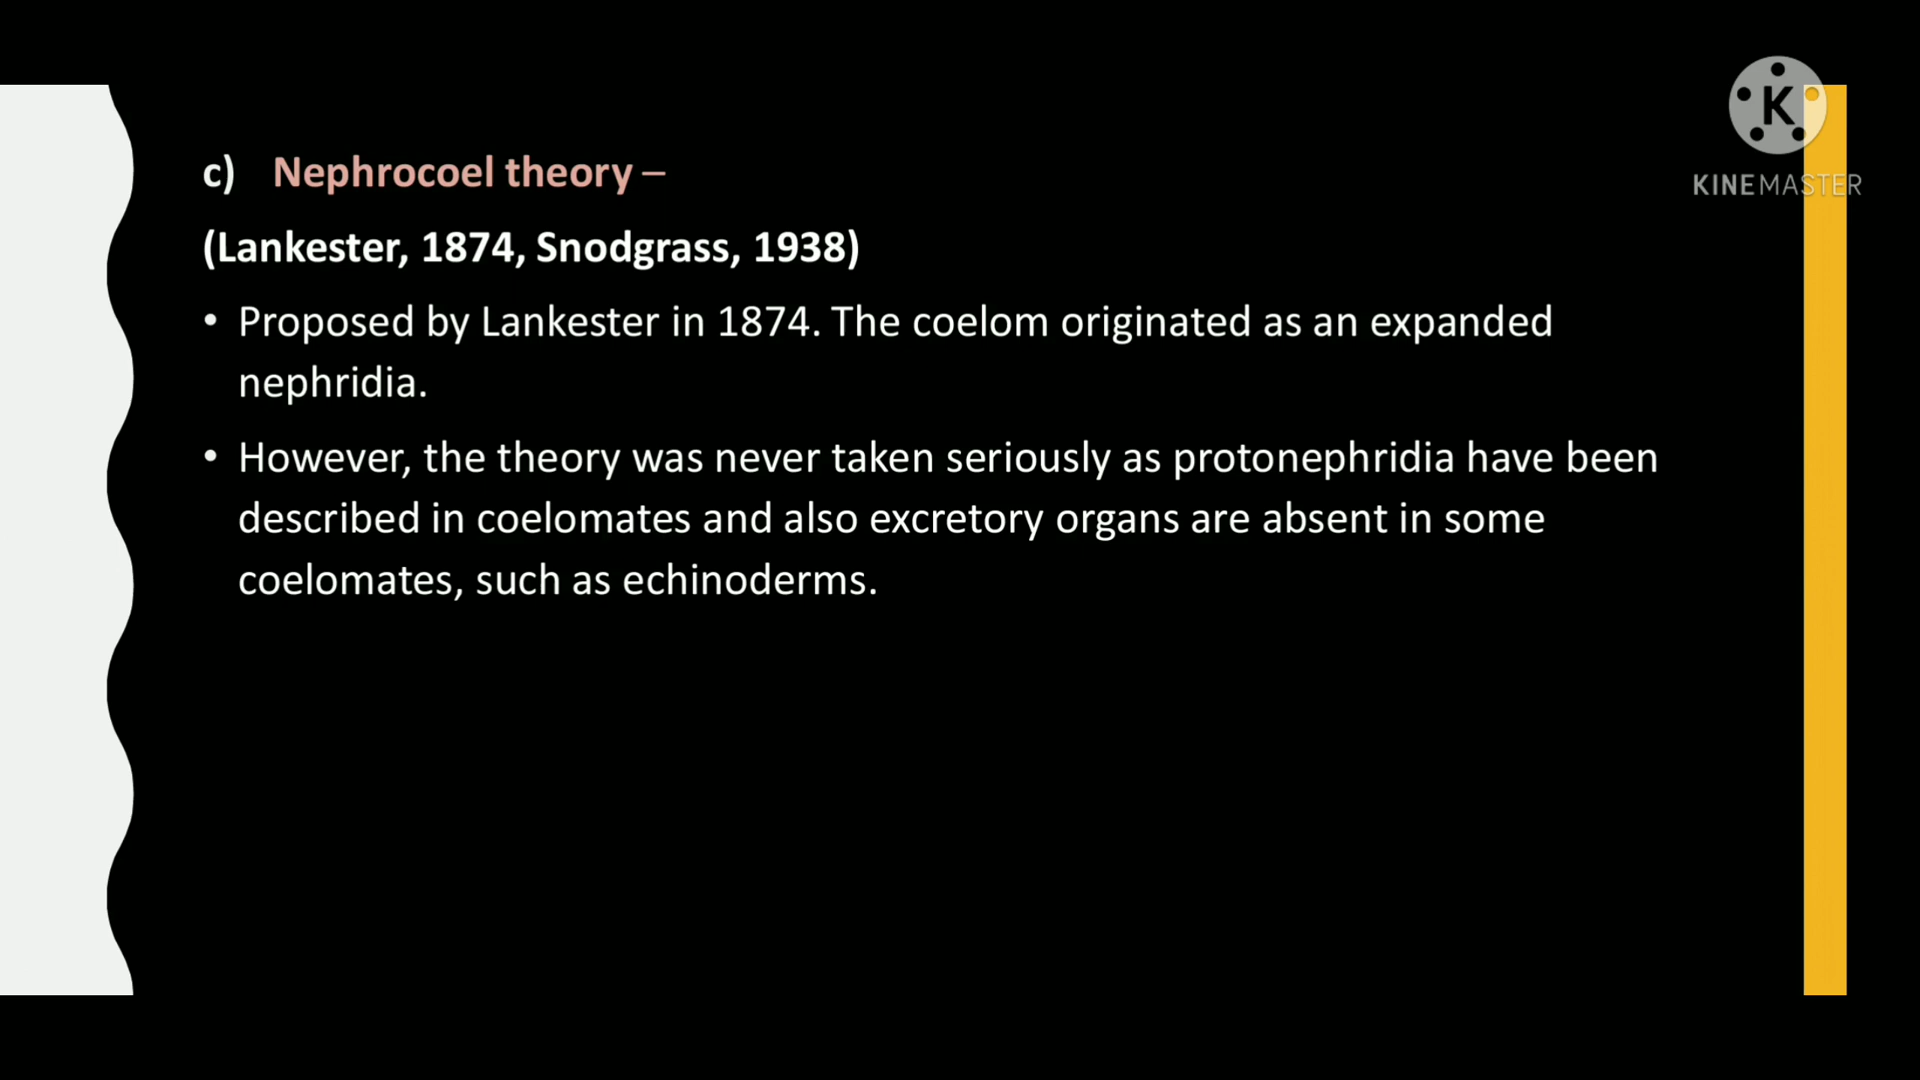 c) Nephrocoel theory –
(Lankester, 1874, Snodgrass, 1938)
• Proposed by Lankester in 1874. The coelom originated as an expanded
nephridia.
• However, the theory was never taken seriously as protonephridia have been
described in coelomates and also excretory organs are absent in some
coelomates, such as echinoderms.
K
KINEMASTER